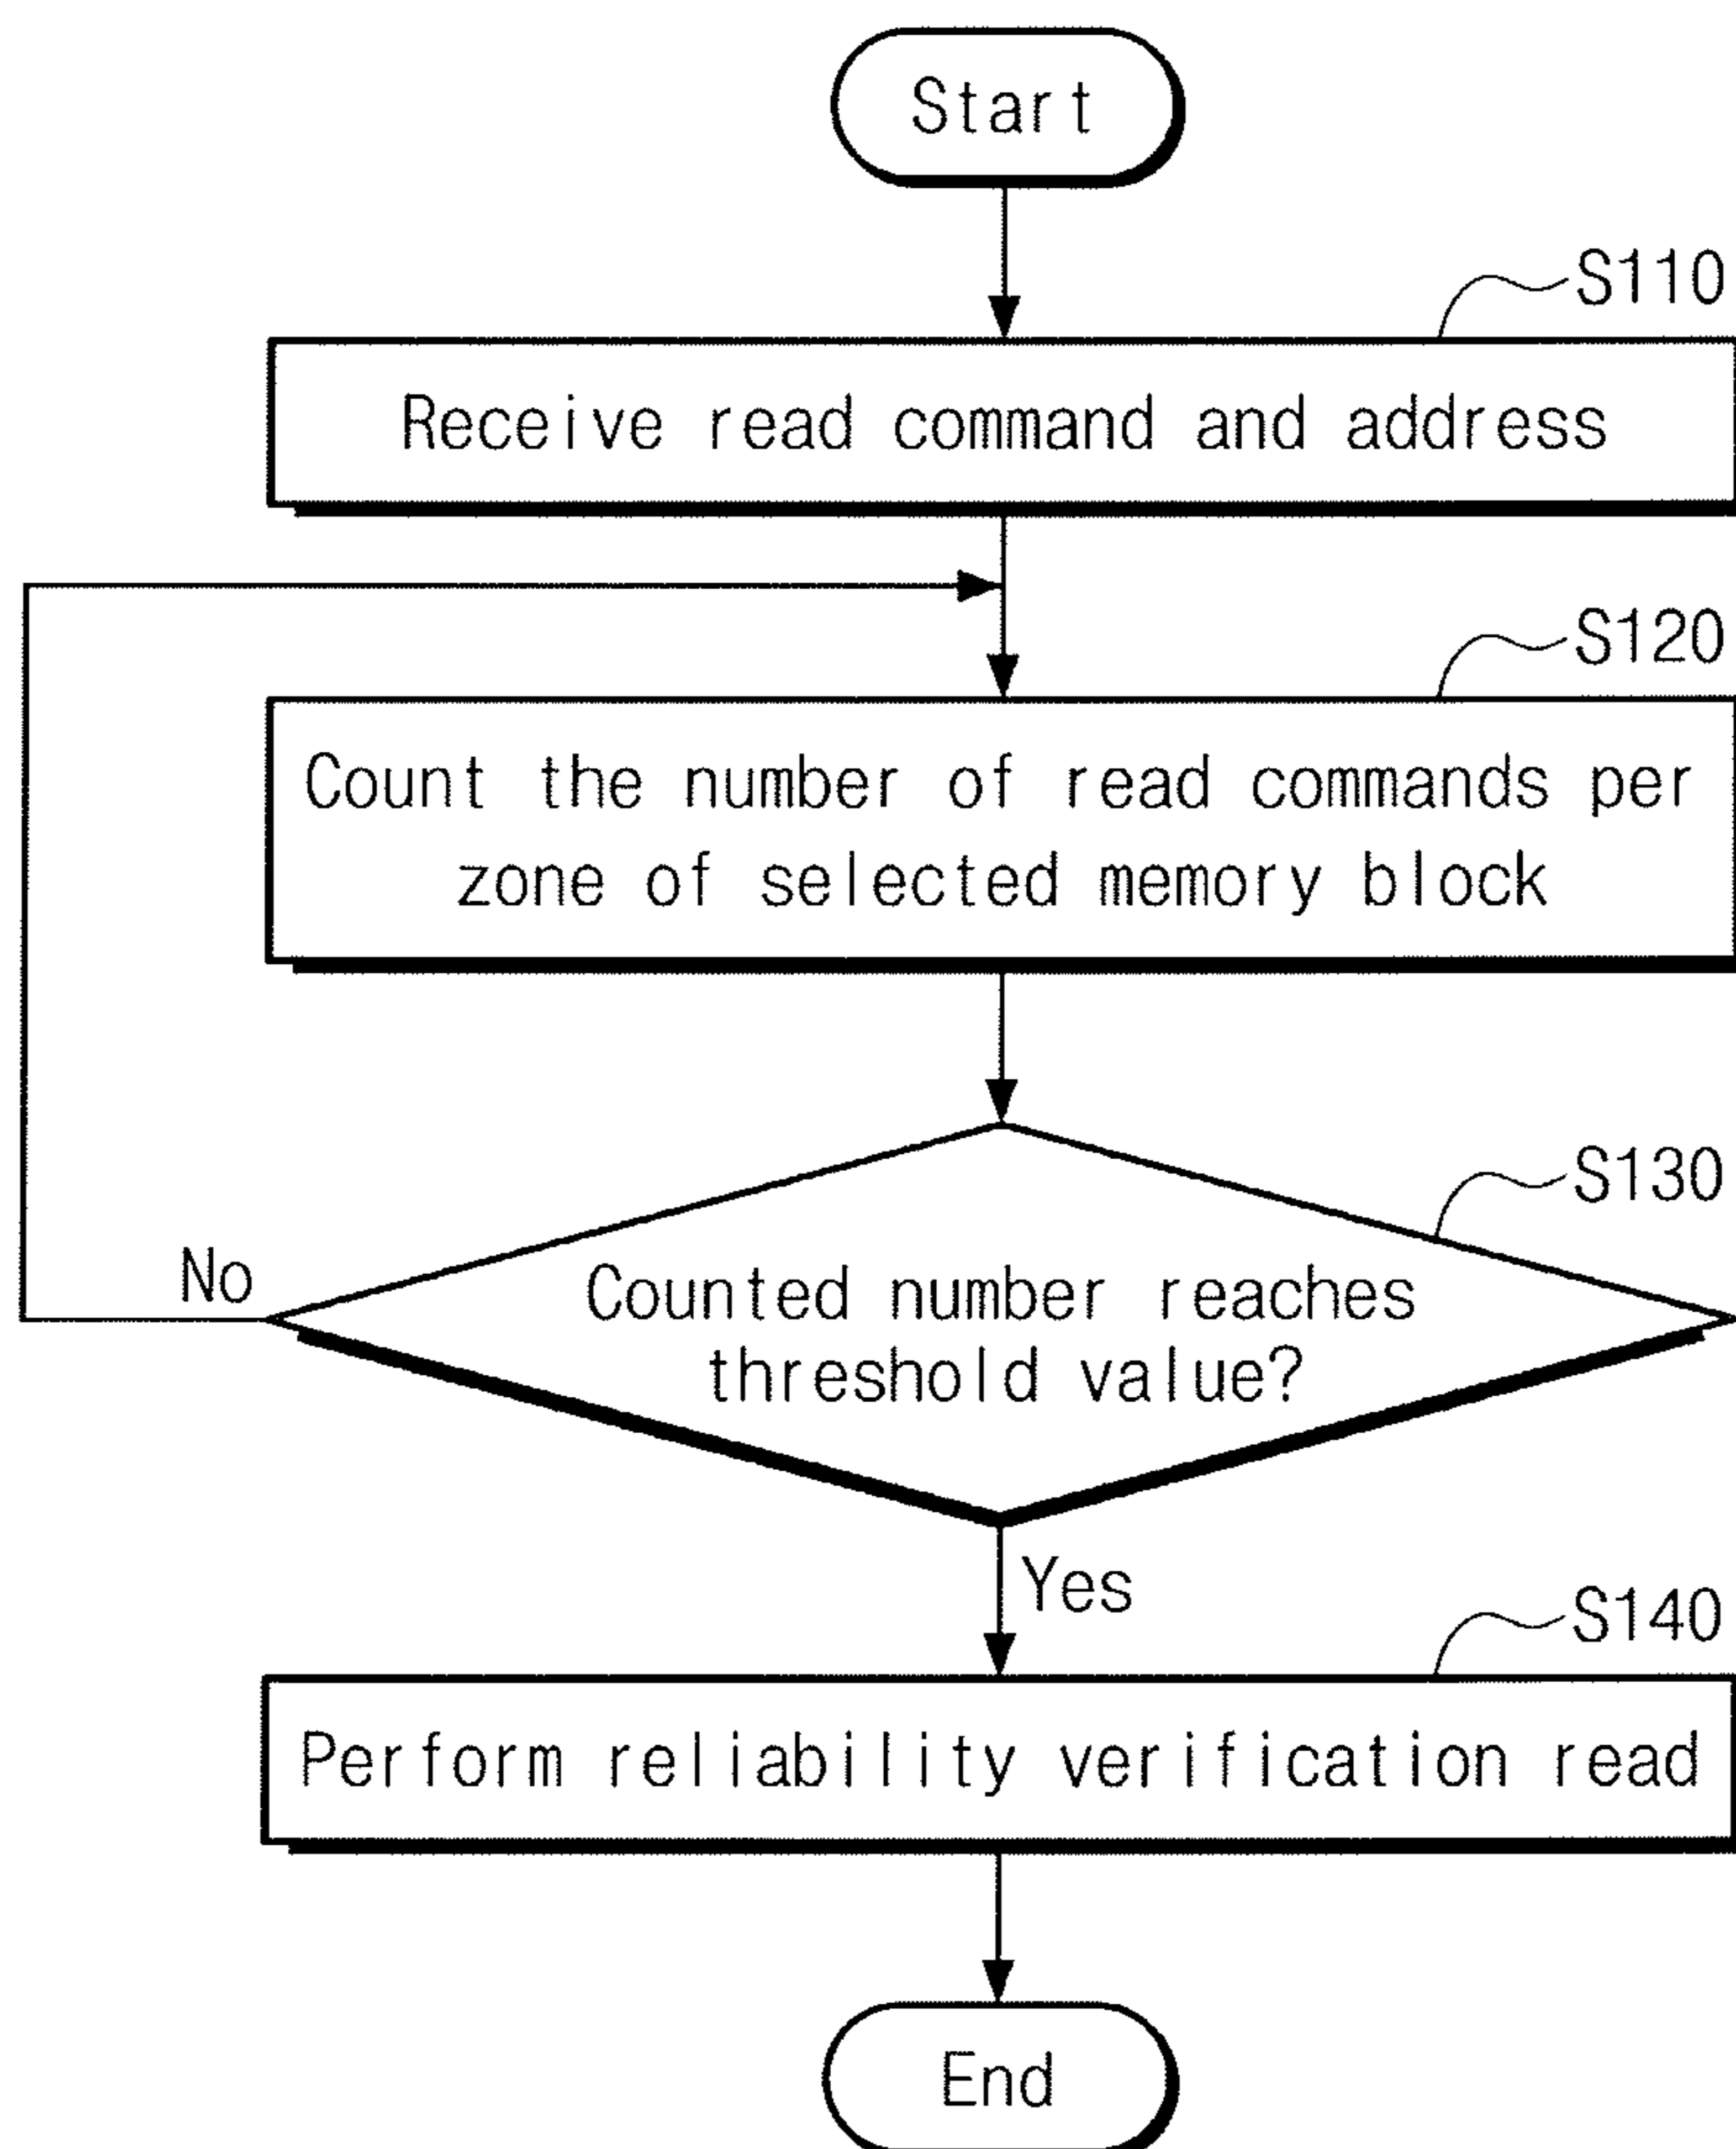 Start
S110
Receive read command and address
S120
Count the number of read commands per
zone of selected memory block
S130
No
Counted number reaches
threshold value?
Yes
S140
Perform reliability verification read
End